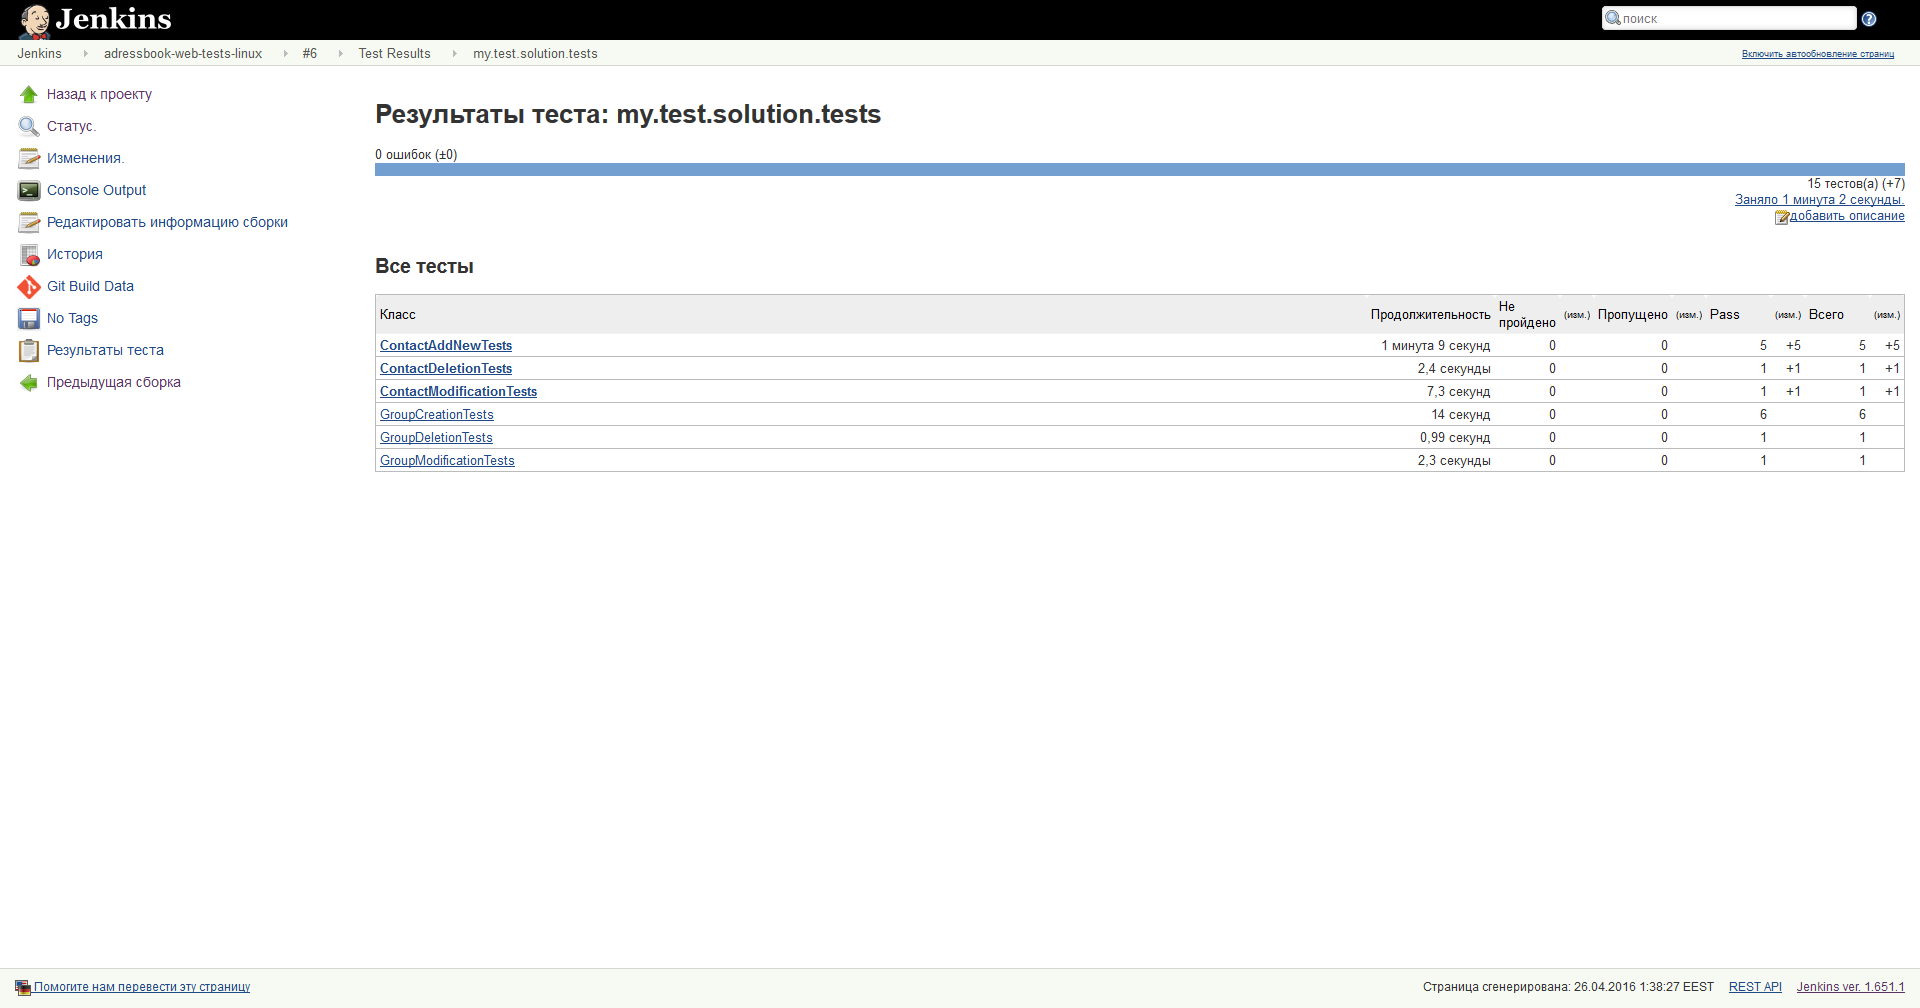 Jenkins
поиск
Jenkins adressbook-web-tests-linux #6 Test Results my.test.solution.tests
Включить автообновление страниц
Назад к проекту
Статус.
Изменения.
Console Output
Редактировать информацию сборки
История
Git Build Data
No Tags
Результаты теста
Предыдущая сборка
Результаты теста: my.test.solution.tests
0 ошибок (±0)
15 тестов(а) (+7)
Заняло 1 минута 2 секунды.
добавить описание
Все тесты
Класс Продолжительность Не пройдено (изм.) Пропущено (изм.) Pass (изм.) Всего (изм.)
ContactAddNewTests 1 минута 9 секунд 0 0 5 +5 5 +5
ContactDeletionTests 2,4 секунды 0 0 1 +1 1 +1
ContactModificationTests 7,3 секунд 0 0 1 +1 1 +1
GroupCreationTests 14 секунд 0 0 6 6
GroupDeletionTests 0,99 секунд 0 0 1 1
GroupModificationTests 2,3 секунды 0 0 1 1
Помогите нам перевести эту страницу
Страница сгенерирована: 26.04.2016 1:38:27 EEST REST API Jenkins ver. 1.651.1